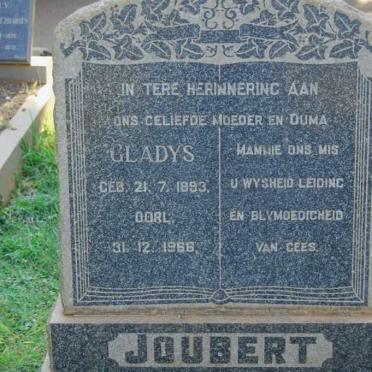 IN TERE HERINNERING AAN
ONS GELIEFDE MOEDER EN OUMA
GLADYS
GEB. 21. 7. 1893.
OORL.
31. 12. 1966
MAMMIE ONS MIS
U WYSHEID LEIDING
EN BLYMOEDIGHEID
VAN GEES.
JOUBERT